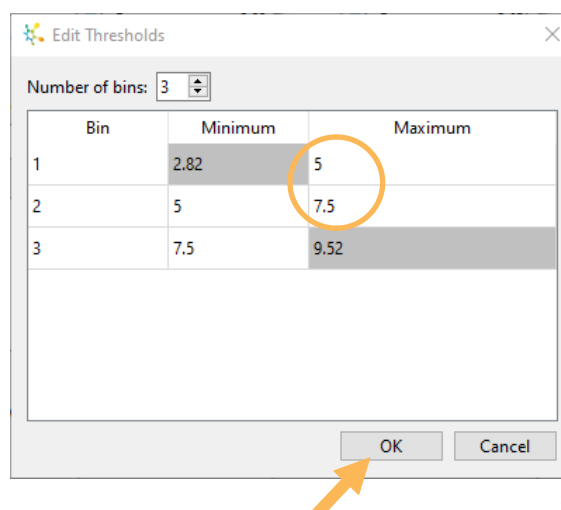 Edit Thresholds
Number of bins: 3
Bin Minimum Maximum
1 2.82 5
2 5 7.5
3 7.5 9.52
OK Cancel